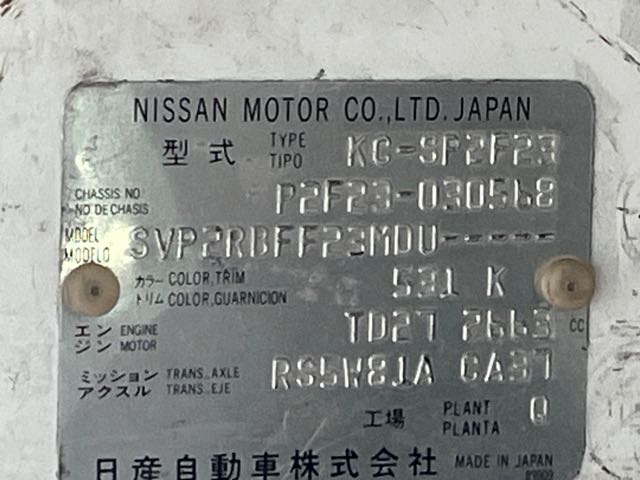 NISSAN MOTOR CO.,LTD. JAPAN
型式 TYPE TIPO KC-SP2F23
CHASSIS NO NO DE CHASIS P2F23-030568
MODEL MODELO SVP2RBFF23MDU-----
カラー COLOR, TRIM トリム COLOR, GUARNICION 531 K
エンジン ENGINE MOTOR TD27 2663 CC
ミッション TRANS., AXLE アクスル TRANS., EJE RS5W81A CA37
工場 PLANT PLANTA Q
日産自動車株式会社 MADE IN JAPAN